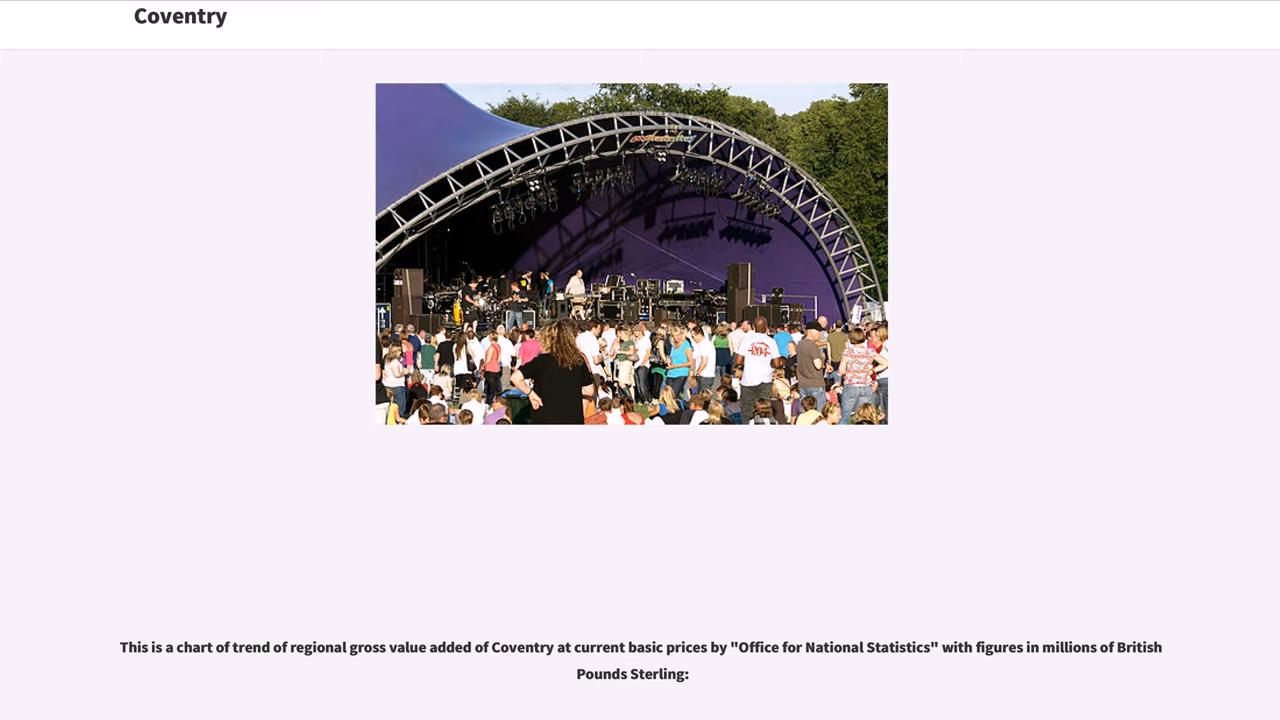 Coventry
This is a chart of trend of regional gross value added of Coventry at current basic prices by "Office for National Statistics" with figures in millions of British
Pounds Sterling: